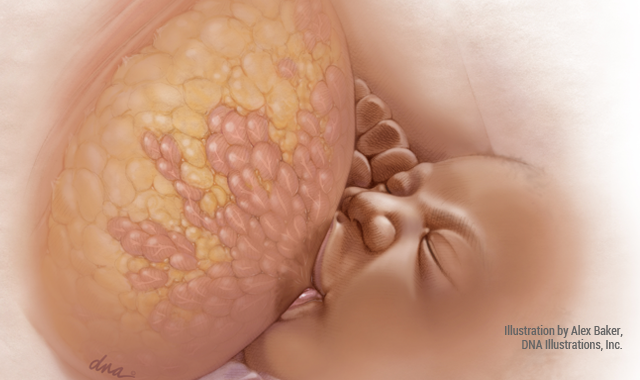 Illustration by Alex Baker,
DNA Illustrations, Inc.
dna